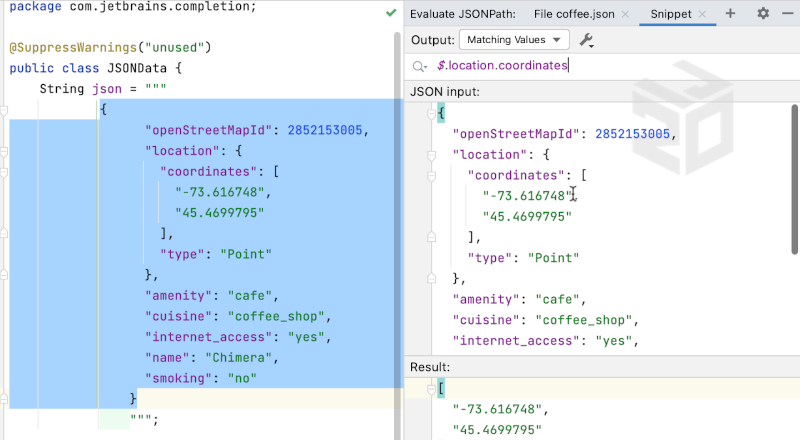 package com.jetbrains.completion;
@SuppressWarnings("unused")
public class JSONData {
String json = """
{
"openStreetMapId": 2852153005,
"location": {
"coordinates": [
"-73.616748",
"45.4699795"
],
"type": "Point"
},
"amenity": "cafe",
"cuisine": "coffee_shop",
"internet_access": "yes",
"name": "Chimera",
"smoking": "no"
}
""";
Evaluate JSONPath: File coffee.json Snippet
Output: Matching Values
$.location.coordinates
JSON input:
{
"openStreetMapId": 2852153005,
"location": {
"coordinates": [
"-73.616748",
"45.4699795"
],
"type": "Point"
},
"amenity": "cafe",
"cuisine": "coffee_shop",
"internet_access": "yes",
Result:
[
"-73.616748",
"45.4699795"